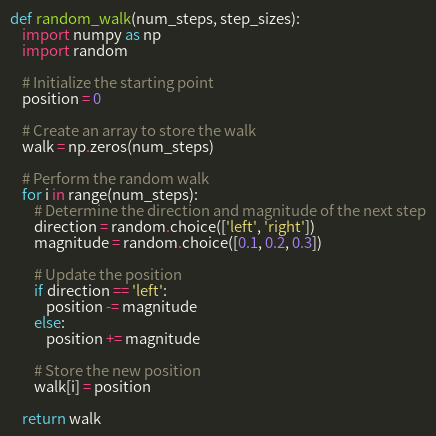 def random_walk(num_steps, step_sizes):
    import numpy as np
    import random

    # Initialize the starting point
    position = 0

    # Create an array to store the walk
    walk = np.zeros(num_steps)

    # Perform the random walk
    for i in range(num_steps):
        # Determine the direction and magnitude of the next step
        direction = random.choice(['left', 'right'])
        magnitude = random.choice([0.1, 0.2, 0.3])

        # Update the position
        if direction == 'left':
            position -= magnitude
        else:
            position += magnitude

        # Store the new position
        walk[i] = position

    return walk